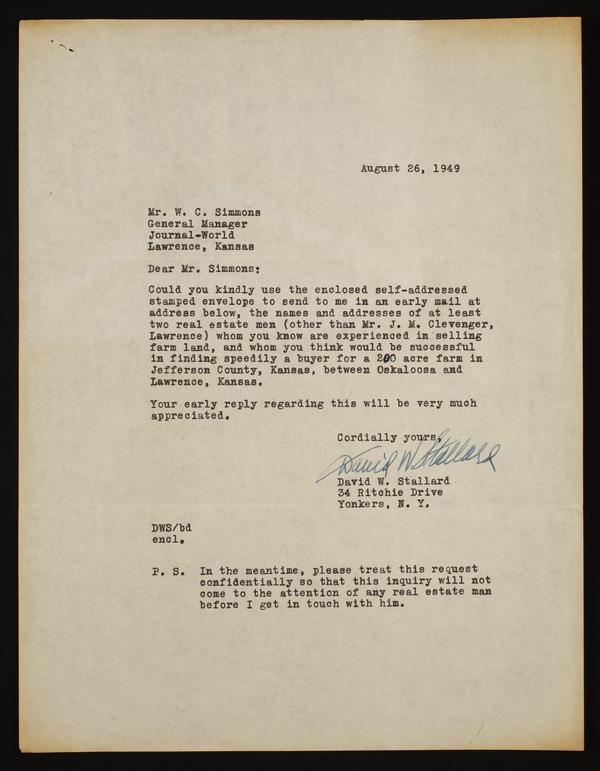 August 26, 1949
Mr. W. C. Simmons
General Manager
Journal-World
Lawrence, Kansas
Dear Mr. Simmons:
Could you kindly use the enclosed self-addressed
stamped envelope to send to me in an early mail at
address below, the names and addresses of at least
two real estate men (other than Mr. J. M. Clevenger,
Lawrence) whom you know are experienced in selling
farm land, and whom you think would be successful
in finding speedily a buyer for a 200 acre farm in
Jefferson County, Kansas, between Oskaloosa and
Lawrence, Kansas.
Your early reply regarding this will be very much
appreciated.
Cordially yours,
David W Stallard
David W. Stallard
34 Ritchie Drive
Yonkers, N. Y.
DWS/bd
encl.
P. S. In the meantime, please treat this request
confidentially so that this inquiry will not
come to the attention of any real estate man
before I get in touch with him.